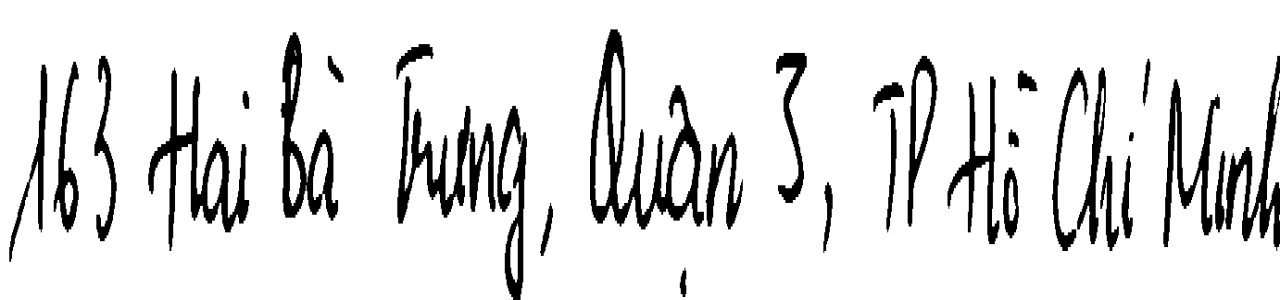 163 Hai Bà Trưng, Quận 3, TP Hồ Chí Minh